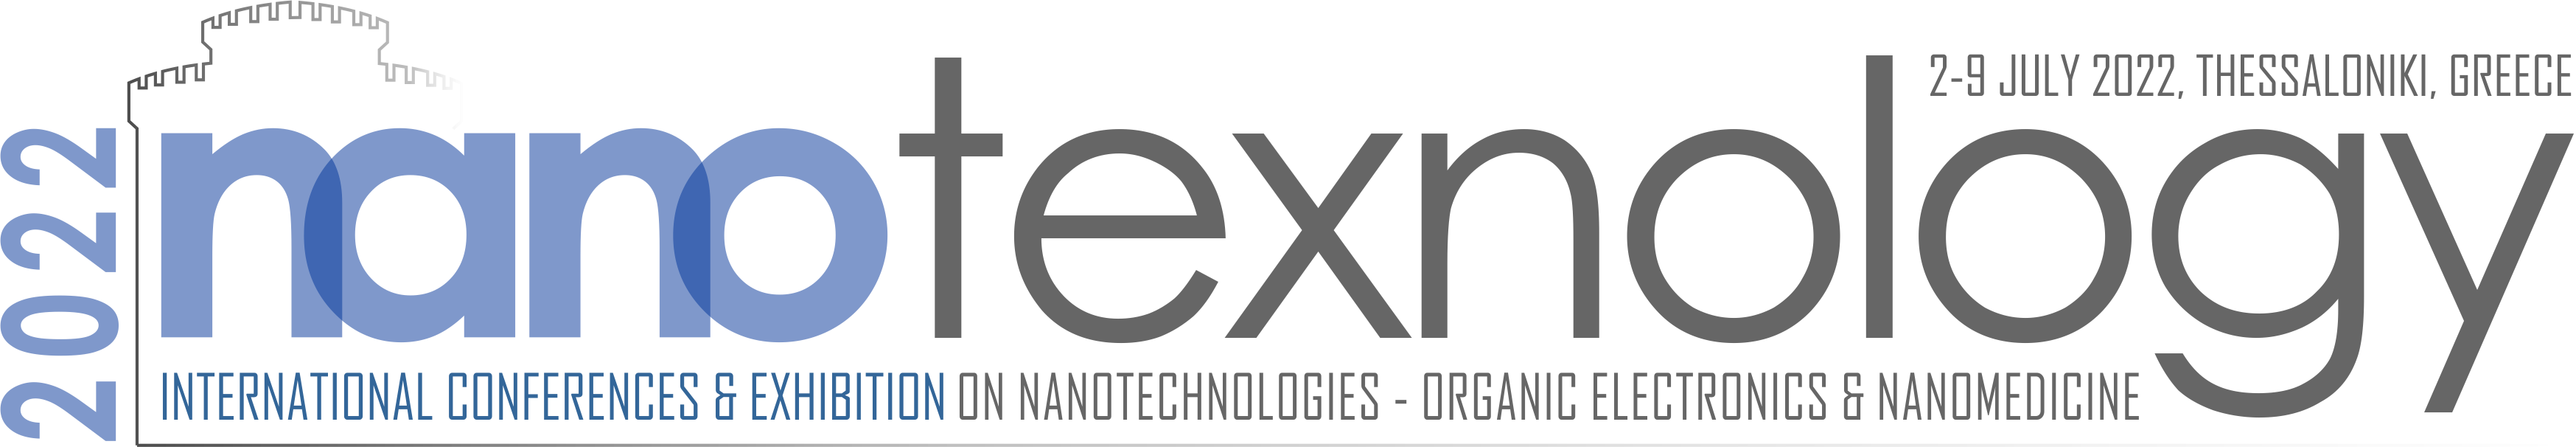 2022
2-9 JULY 2022, THESSALONIKI, GREECE
nanotexnology
INTERNATIONAL CONFERENCES & EXHIBITION ON NANOTECHNOLOGIES - ORGANIC ELECTRONICS & NANOMEDICINE